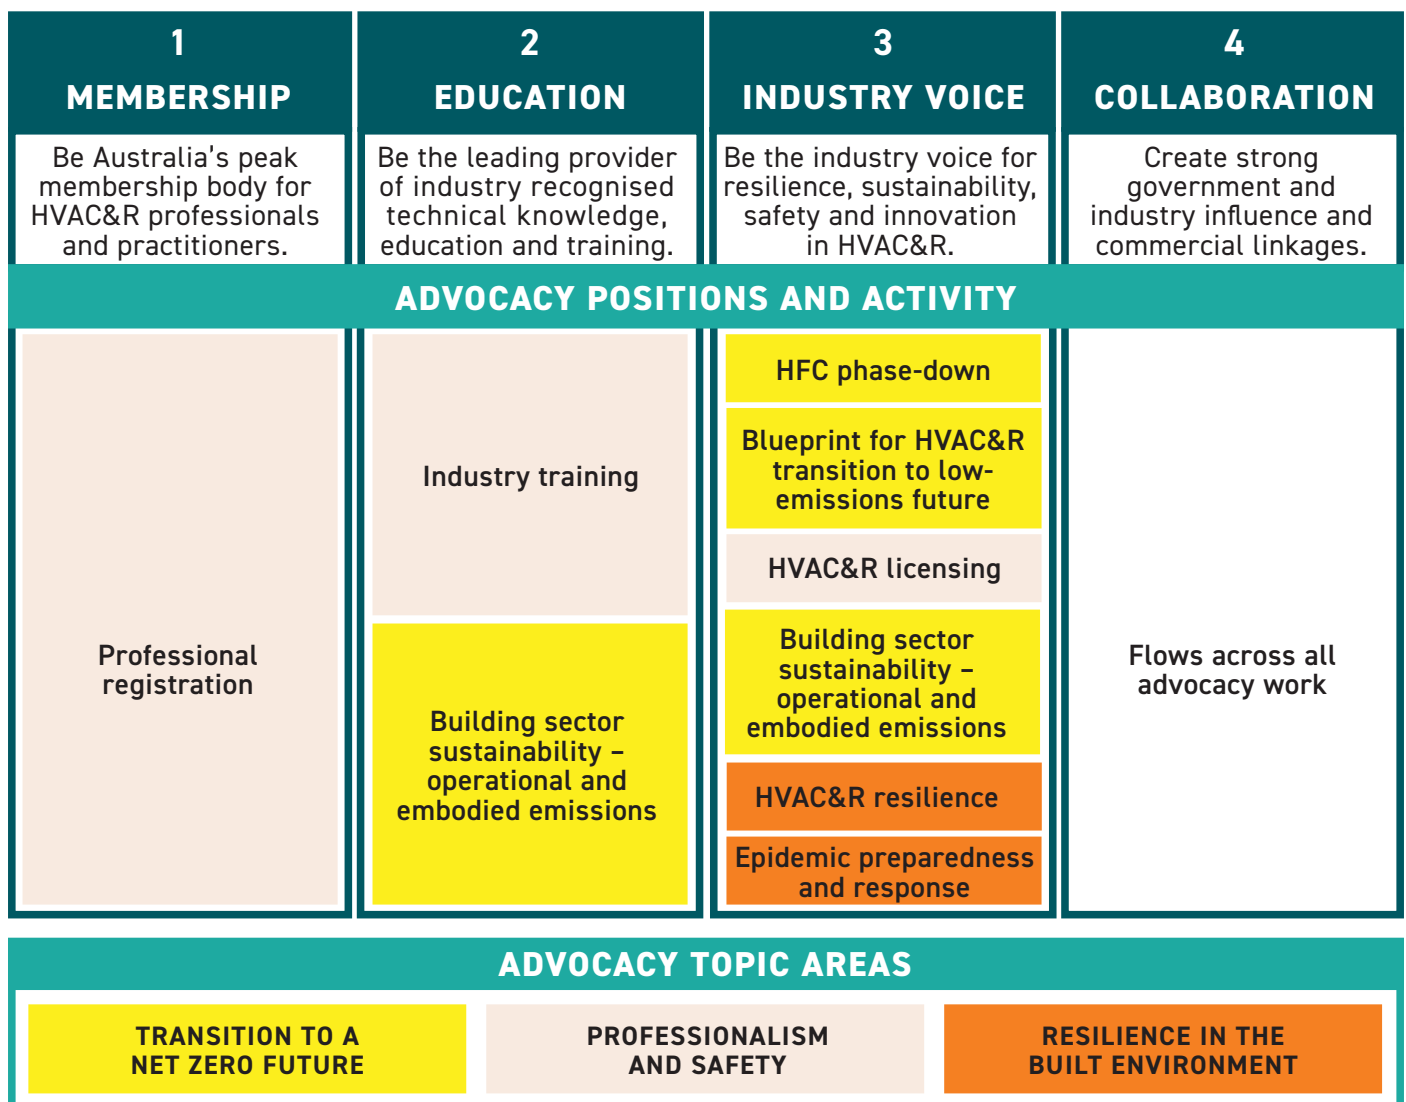 1
MEMBERSHIP
Be Australia’s peak
membership body for
HVAC&R professionals
and practitioners.
2
EDUCATION
Be the leading provider
of industry recognised
technical knowledge,
education and training.
3
INDUSTRY VOICE
Be the industry voice for
resilience, sustainability,
safety and innovation
in HVAC&R.
4
COLLABORATION
Create strong
government and
industry influence and
commercial linkages.
ADVOCACY POSITIONS AND ACTIVITY
Professional
registration
Industry training
Building sector
sustainability –
operational and
embodied emissions
HFC phase-down
Blueprint for HVAC&R
transition to low-
emissions future
HVAC&R licensing
Building sector
sustainability –
operational and
embodied emissions
HVAC&R resilience
Epidemic preparedness
and response
Flows across all
advocacy work
ADVOCACY TOPIC AREAS
TRANSITION TO A
NET ZERO FUTURE
PROFESSIONALISM
AND SAFETY
RESILIENCE IN THE
BUILT ENVIRONMENT